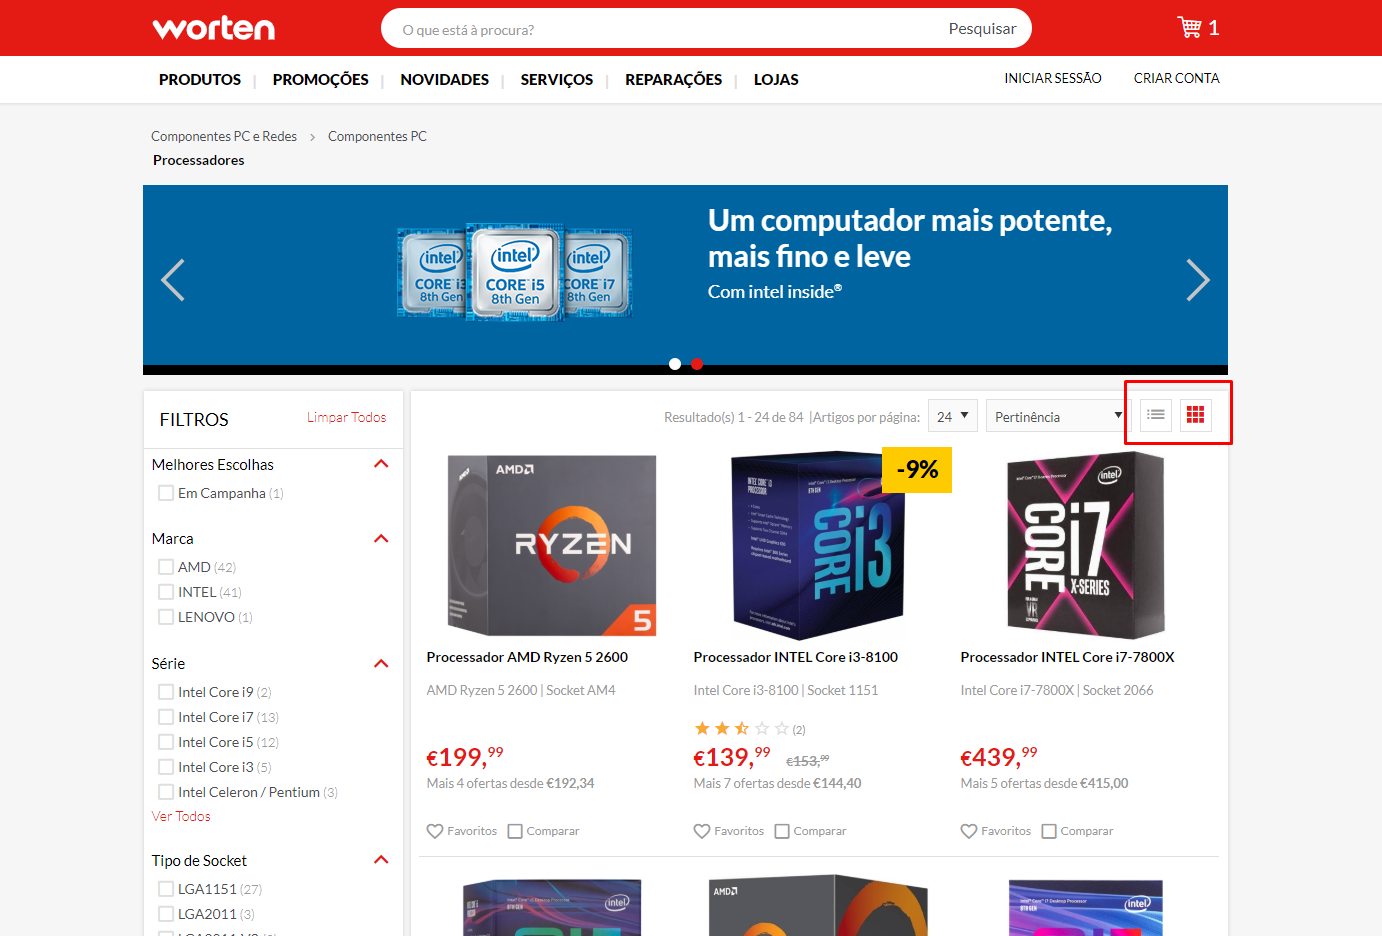 worten
O que está à procura?
Pesquisar
1
PRODUTOS | PROMOÇÕES | NOVIDADES | SERVIÇOS | REPARAÇÕES | LOJAS
INICIAR SESSÃO
CRIAR CONTA
Componentes PC e Redes > Componentes PC
Processadores
intel CORE i3 8th Gen
intel CORE i5 8th Gen
intel CORE i7 8th Gen
Um computador mais potente,
mais fino e leve
Com intel inside®
FILTROS
Limpar Todos
Melhores Escolhas
Em Campanha (1)
Marca
AMD (42)
INTEL (41)
LENOVO (1)
Série
Intel Core i9 (2)
Intel Core i7 (13)
Intel Core i5 (12)
Intel Core i3 (5)
Intel Celeron / Pentium (3)
Ver Todos
Tipo de Socket
LGA1151 (27)
LGA2011 (3)
Resultado(s) 1 - 24 de 84 |Artigos por página:
24
Pertinência
AMD
RYZEN
5
Processador AMD Ryzen 5 2600
AMD Ryzen 5 2600 | Socket AM4
€199,99
Mais 4 ofertas desde €192,34
Favoritos
Comparar
-9%
INTEL CORE i3
PROCESSOR
CORE i3
Processador INTEL Core i3-8100
Intel Core i3-8100 | Socket 1151
(2)
€139,99 €153,99
Mais 7 ofertas desde €144,40
Favoritos
Comparar
intel
CORE i7
X-SERIES
Processador INTEL Core i7-7800X
Intel Core i7-7800X | Socket 2066
€439,99
Mais 5 ofertas desde €415,00
Favoritos
Comparar
intel
AMD
intel